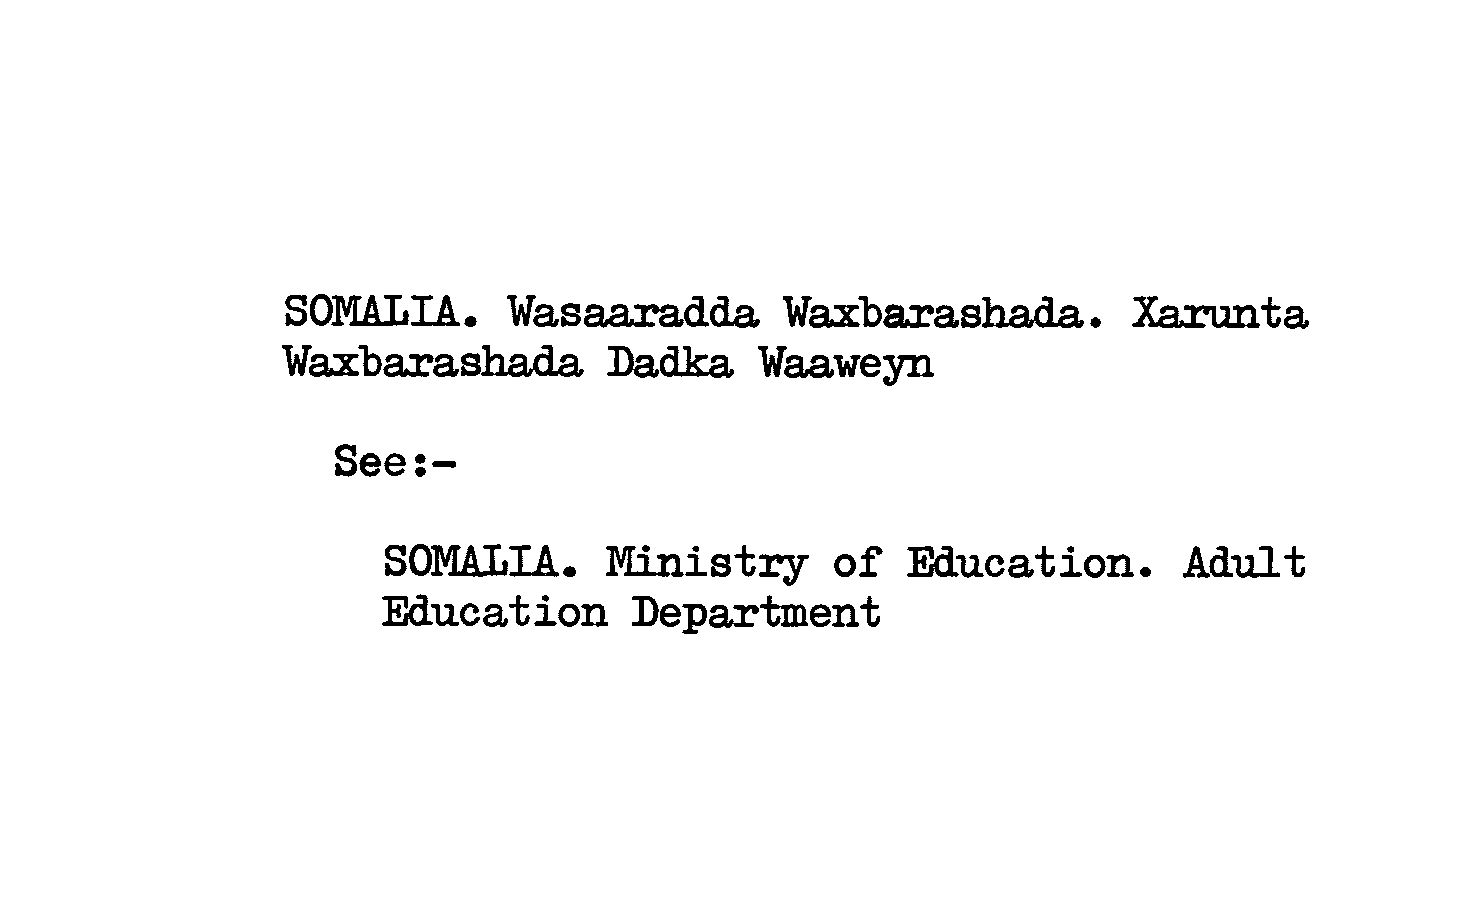 SOMALIA. Wasaaradda Waxbarashada. Xarunta
Waxbarashada Dadka Waaweyn
See:-
SOMALIA. Ministry of Education. Adult
Education Department